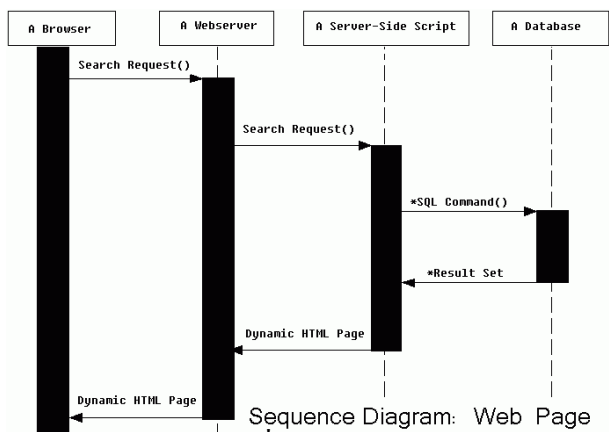 A Browser
A Webserver
A Server-Side Script
A Database
Search Request()
Search Request()
*SQL Command()
*Result Set
Dynamic HTML Page
Dynamic HTML Page
Sequence Diagram: Web Page